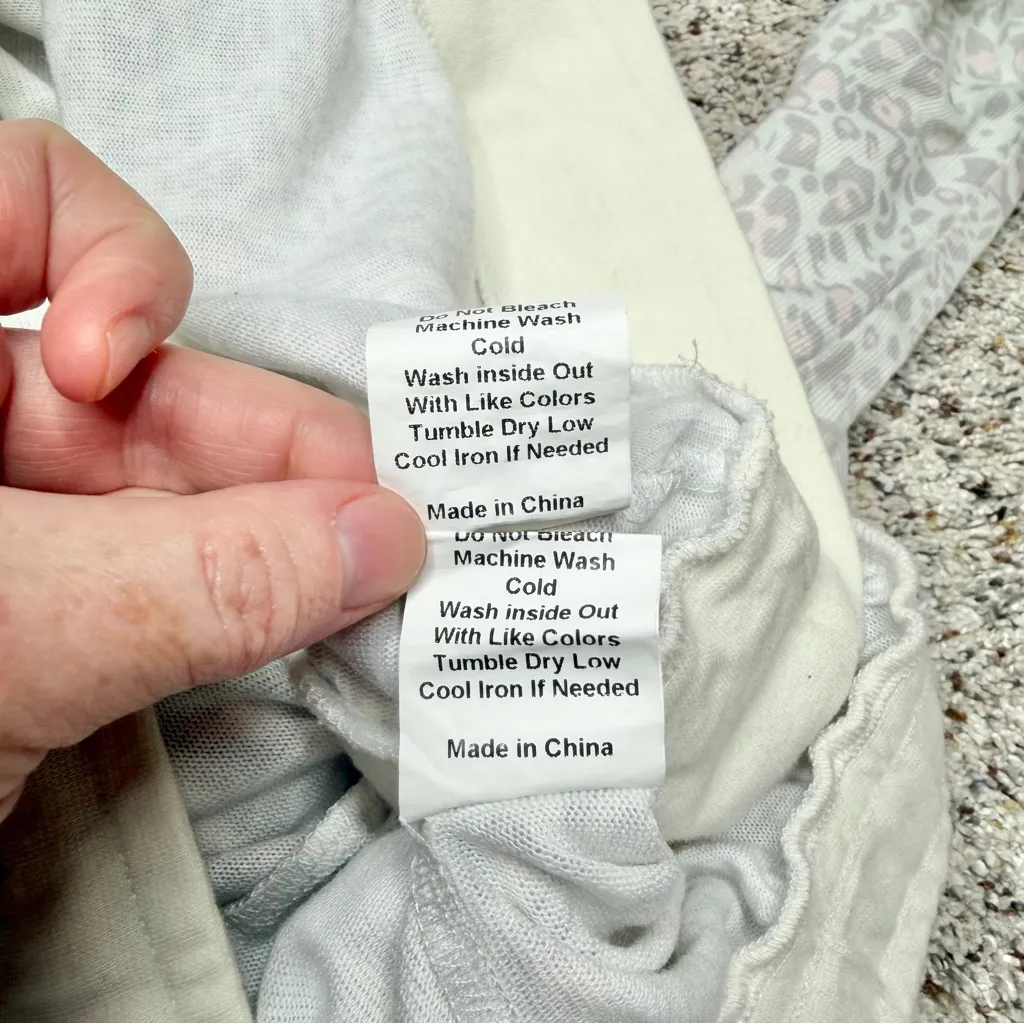 Do Not Bleach
Machine Wash
Cold
Wash inside Out
With Like Colors
Tumble Dry Low
Cool Iron If Needed
Made in China
Do Not Bleach
Machine Wash
Cold
Wash inside Out
With Like Colors
Tumble Dry Low
Cool Iron If Needed
Made in China